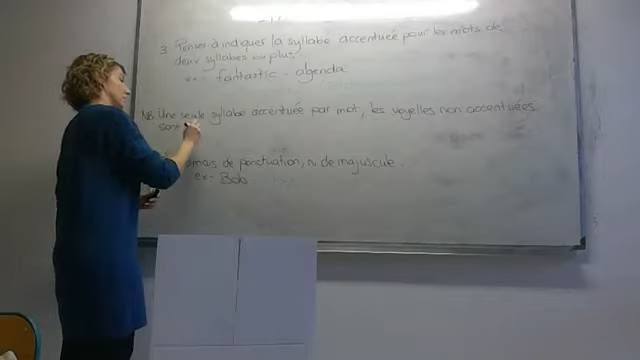 3. Penser à indiquer la syllabe accentuée pour les mots de
deux syllabes ou plus.
ex:- fantastic - agenda
NB. Une seule syllabe accentuée par mot, les voyelles non accentuées
sont
jamais de ponctuation, ni de majuscule.
ex:- Bob